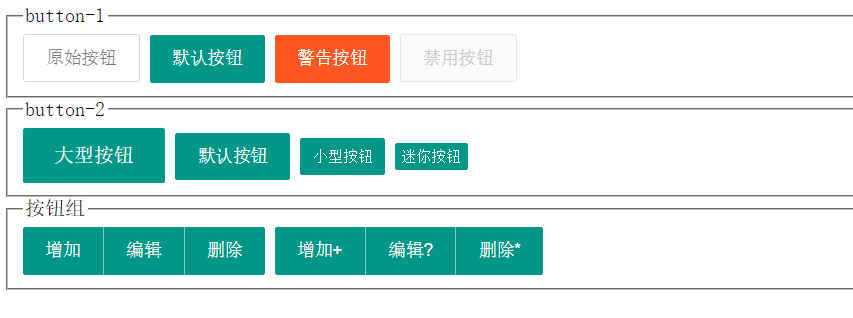 button-1
原始按钮 默认按钮 警告按钮 禁用按钮
button-2
大型按钮 默认按钮 小型按钮 迷你按钮
按钮组
增加 编辑 删除 增加+ 编辑? 删除*